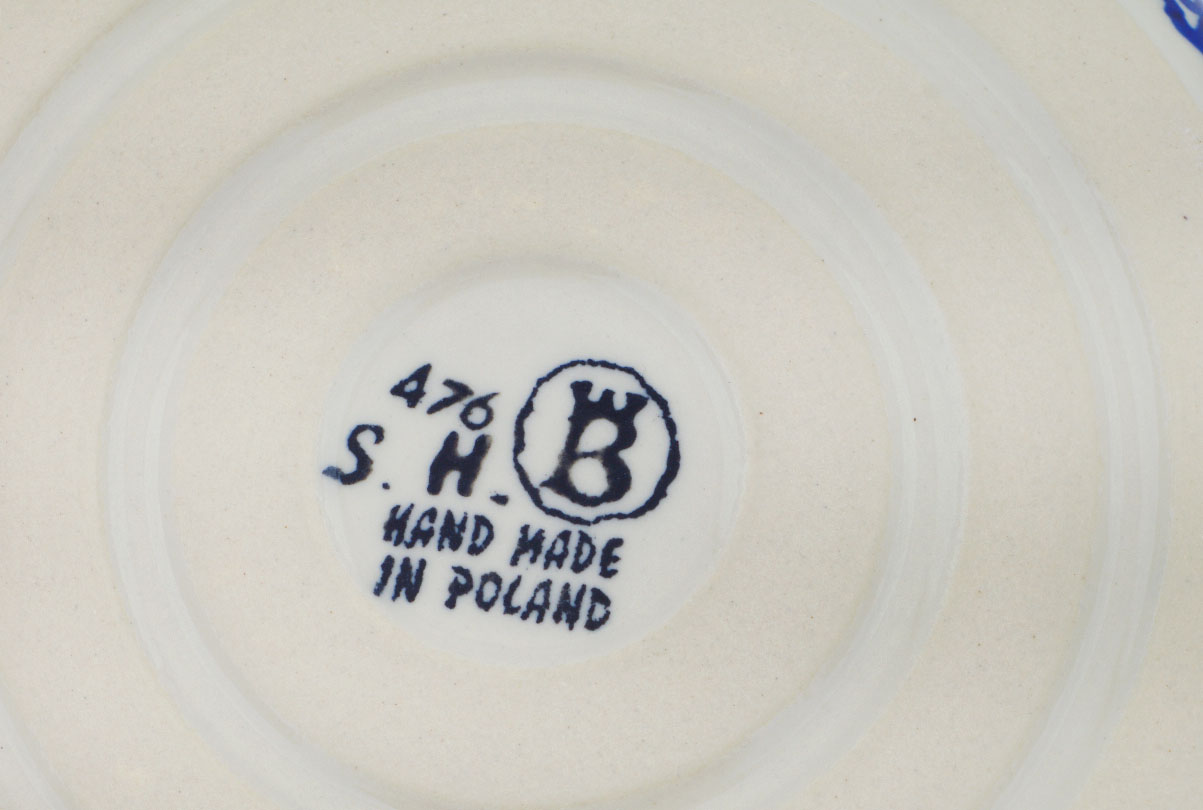 476
S. H. B
HAND MADE
IN POLAND